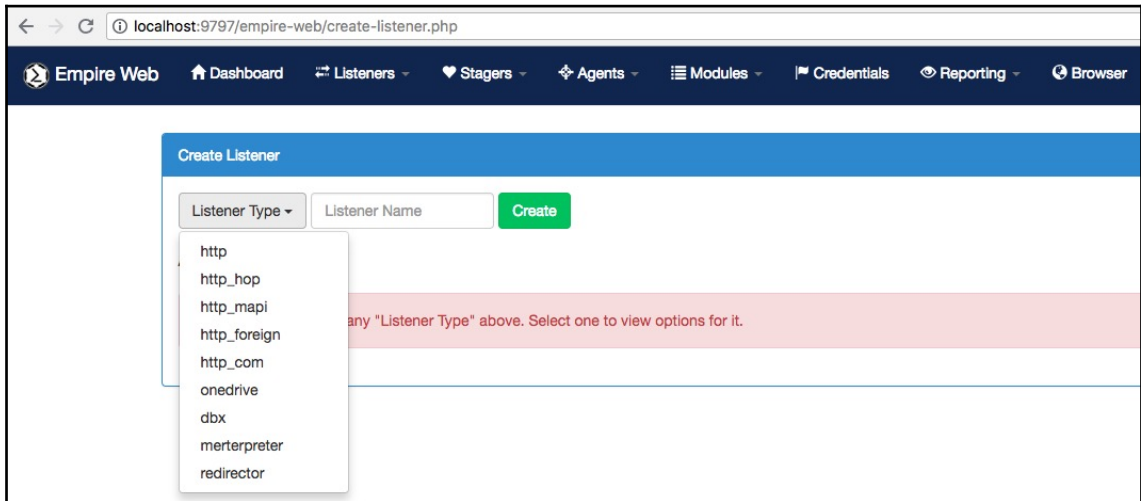 localhost:9797/empire-web/create-listener.php
Empire Web Dashboard Listeners Stagers Agents Modules Credentials Reporting Browser
Create Listener
Listener Type Listener Name Create
http
http_hop
http_mapi
any "Listener Type" above. Select one to view options for it.
http_foreign
http_com
onedrive
dbx
merterpreter
redirector